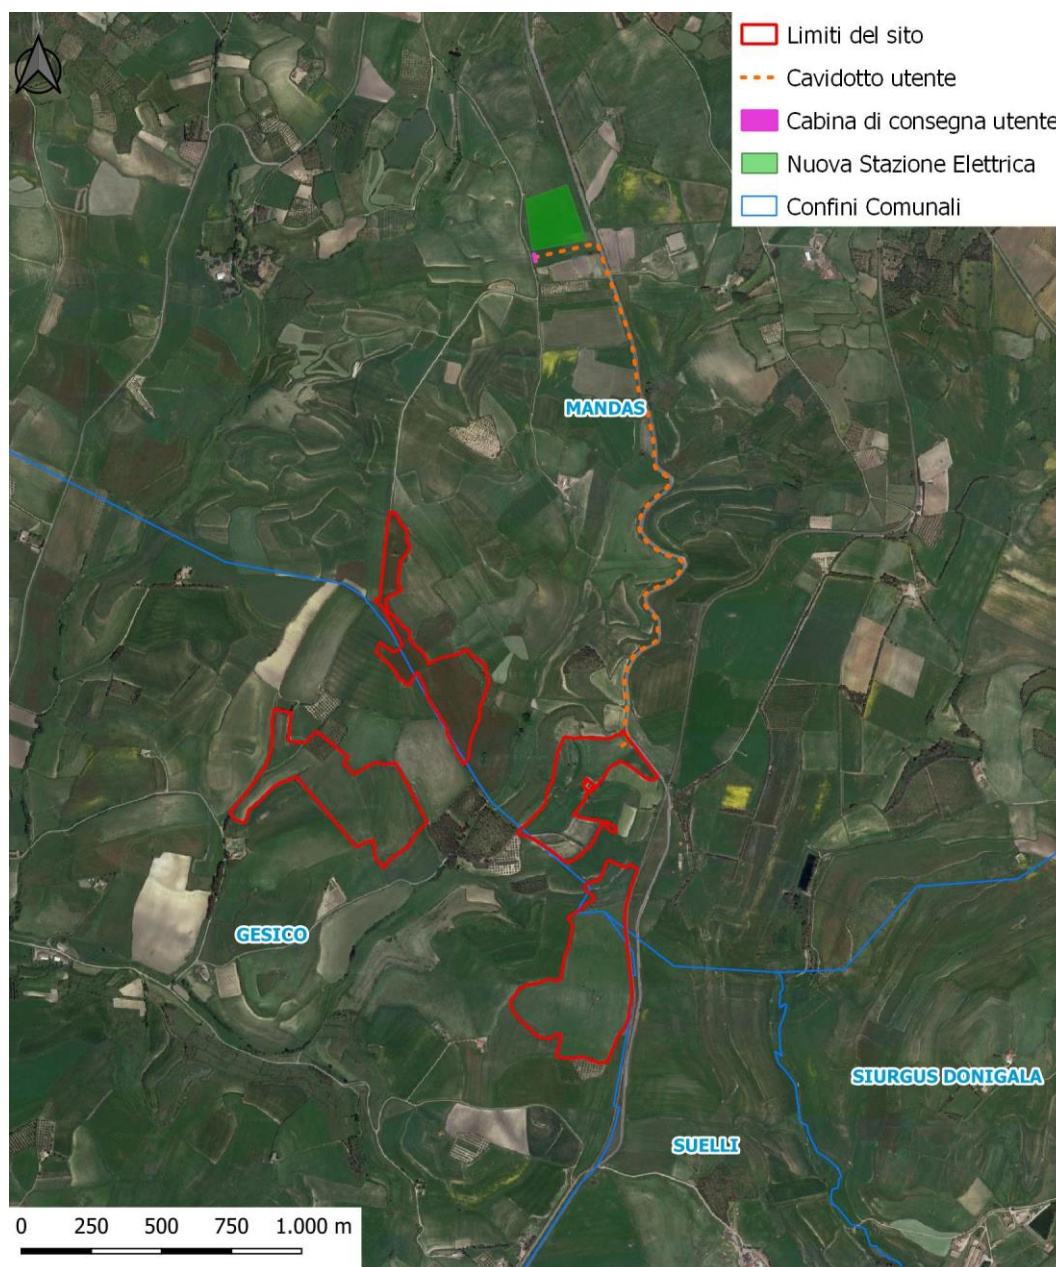 Limiti del sito
Cavidotto utente
Cabina di consegna utente
Nuova Stazione Elettrica
Confini Comunali
MANDAS
GESICO
SIURGUS DONIGALA
SUELLI
0 250 500 750 1.000 m